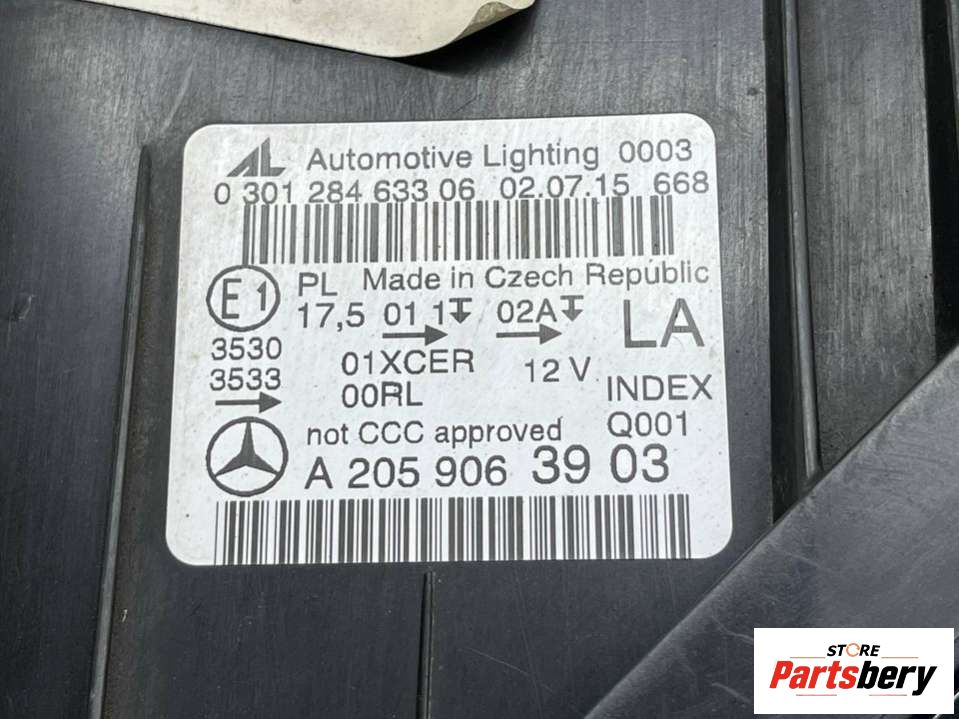 AL Automotive Lighting 0003
0 301 284 633 06 02.07.15 668
E1 PL Made in Czech Republic
17,5 01 1 02A LA
3530 01XCER 12 V
3533 00RL INDEX
not CCC approved Q001
A 205 906 39 03
STORE
Partsbery